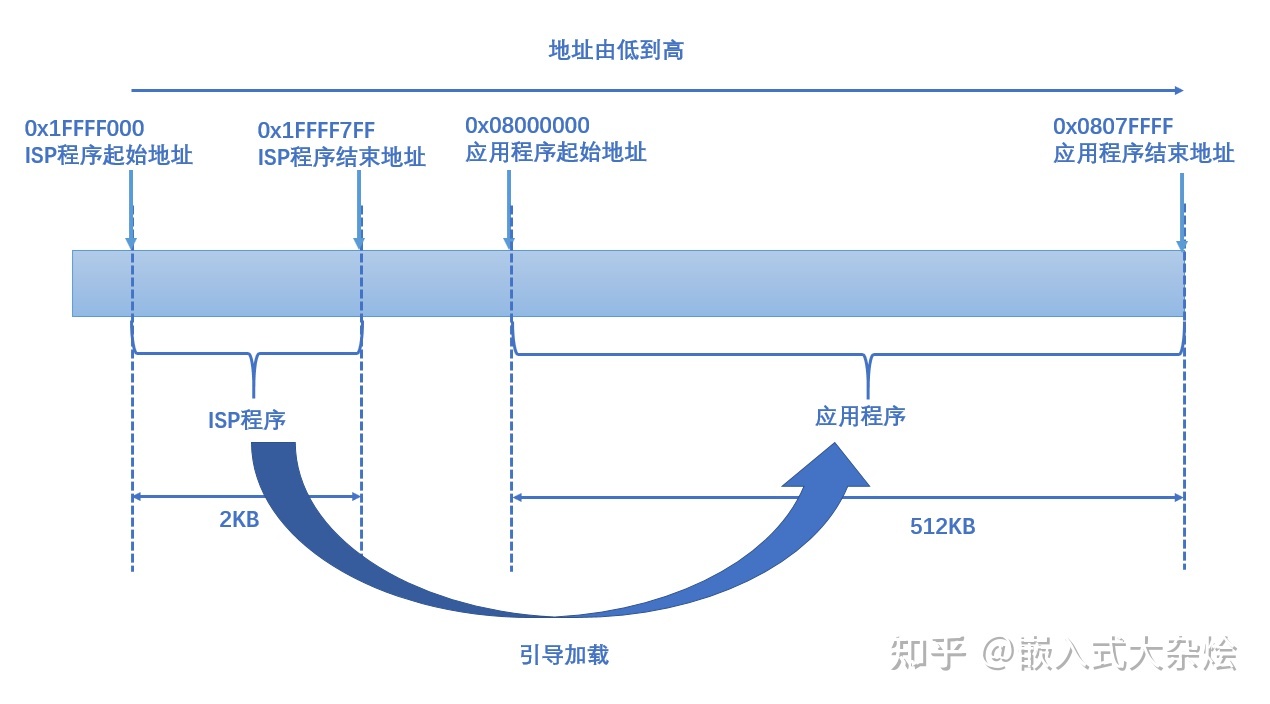 地址由低到高
0x1FFFF000
ISP程序起始地址
0x1FFFF7FF
ISP程序结束地址
0x08000000
应用程序起始地址
0x0807FFFF
应用程序结束地址
ISP程序
应用程序
2KB
512KB
引导加载
知乎 @嵌入式大杂烩